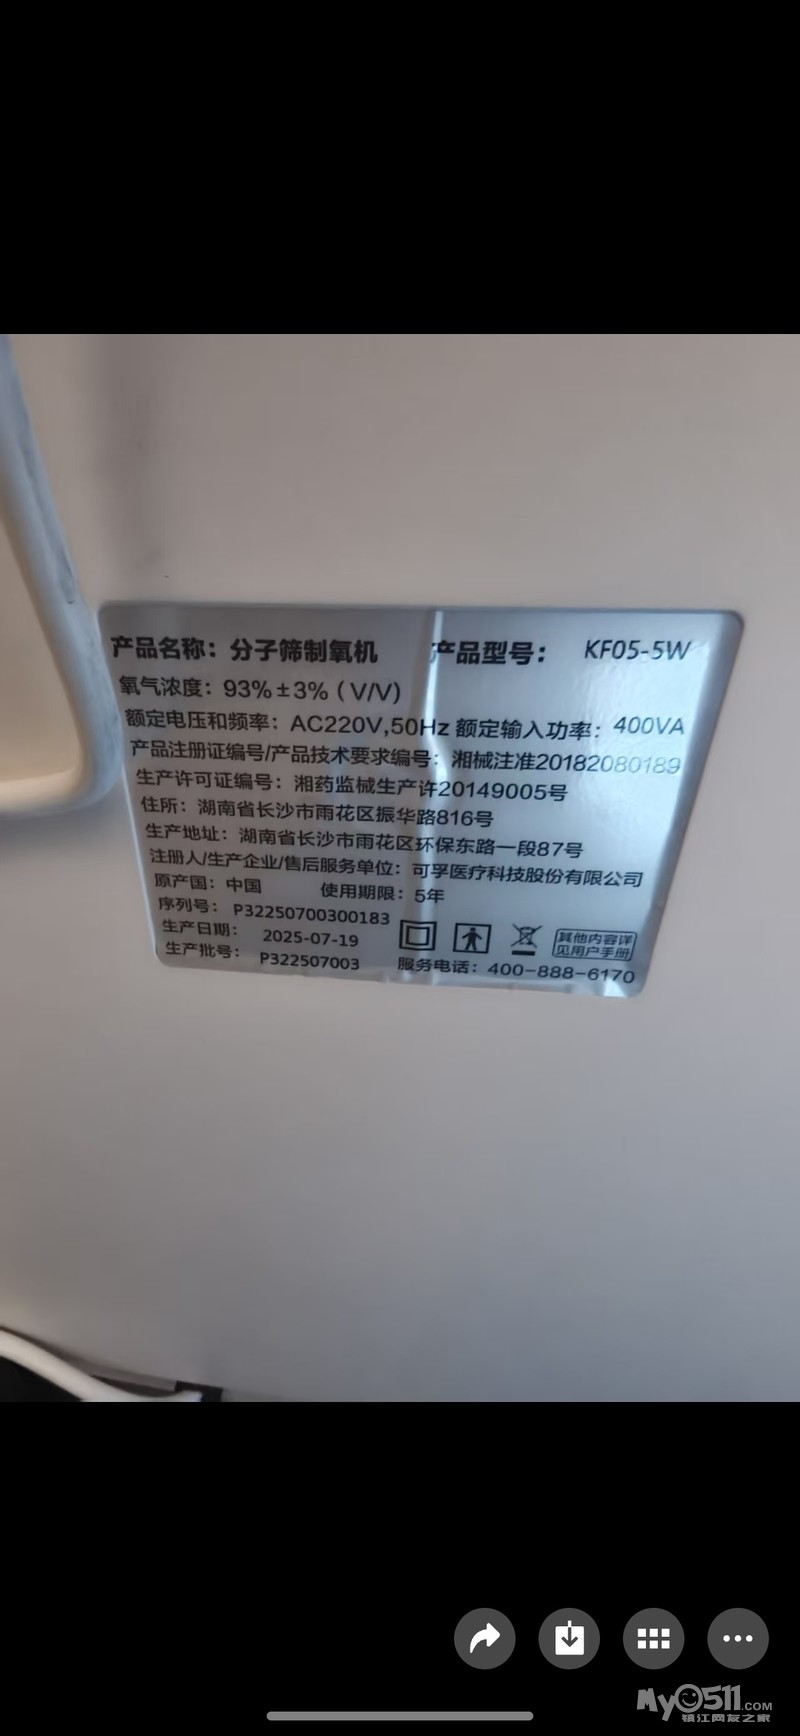 产品名称：分子筛制氧机 产品型号： KF05-5W
氧气浓度：93%±3%（V/V）
额定电压和频率：AC220V,50Hz 额定输入功率：400VA
产品注册证编号/产品技术要求编号：湘械注准20182080189
生产许可证编号：湘药监械生产许20149005号
住所：湖南省长沙市雨花区振华路816号
生产地址：湖南省长沙市雨花区环保东路一段87号
注册人/生产企业/售后服务单位：可孚医疗科技股份有限公司
原产国：中国 使用期限：5年
序列号：P32250700300183
生产日期：2025-07-19
其他内容详
见用户手册
生产批号：P322507003 服务电话：400-888-6170
My0511.COM
镇江网友之家